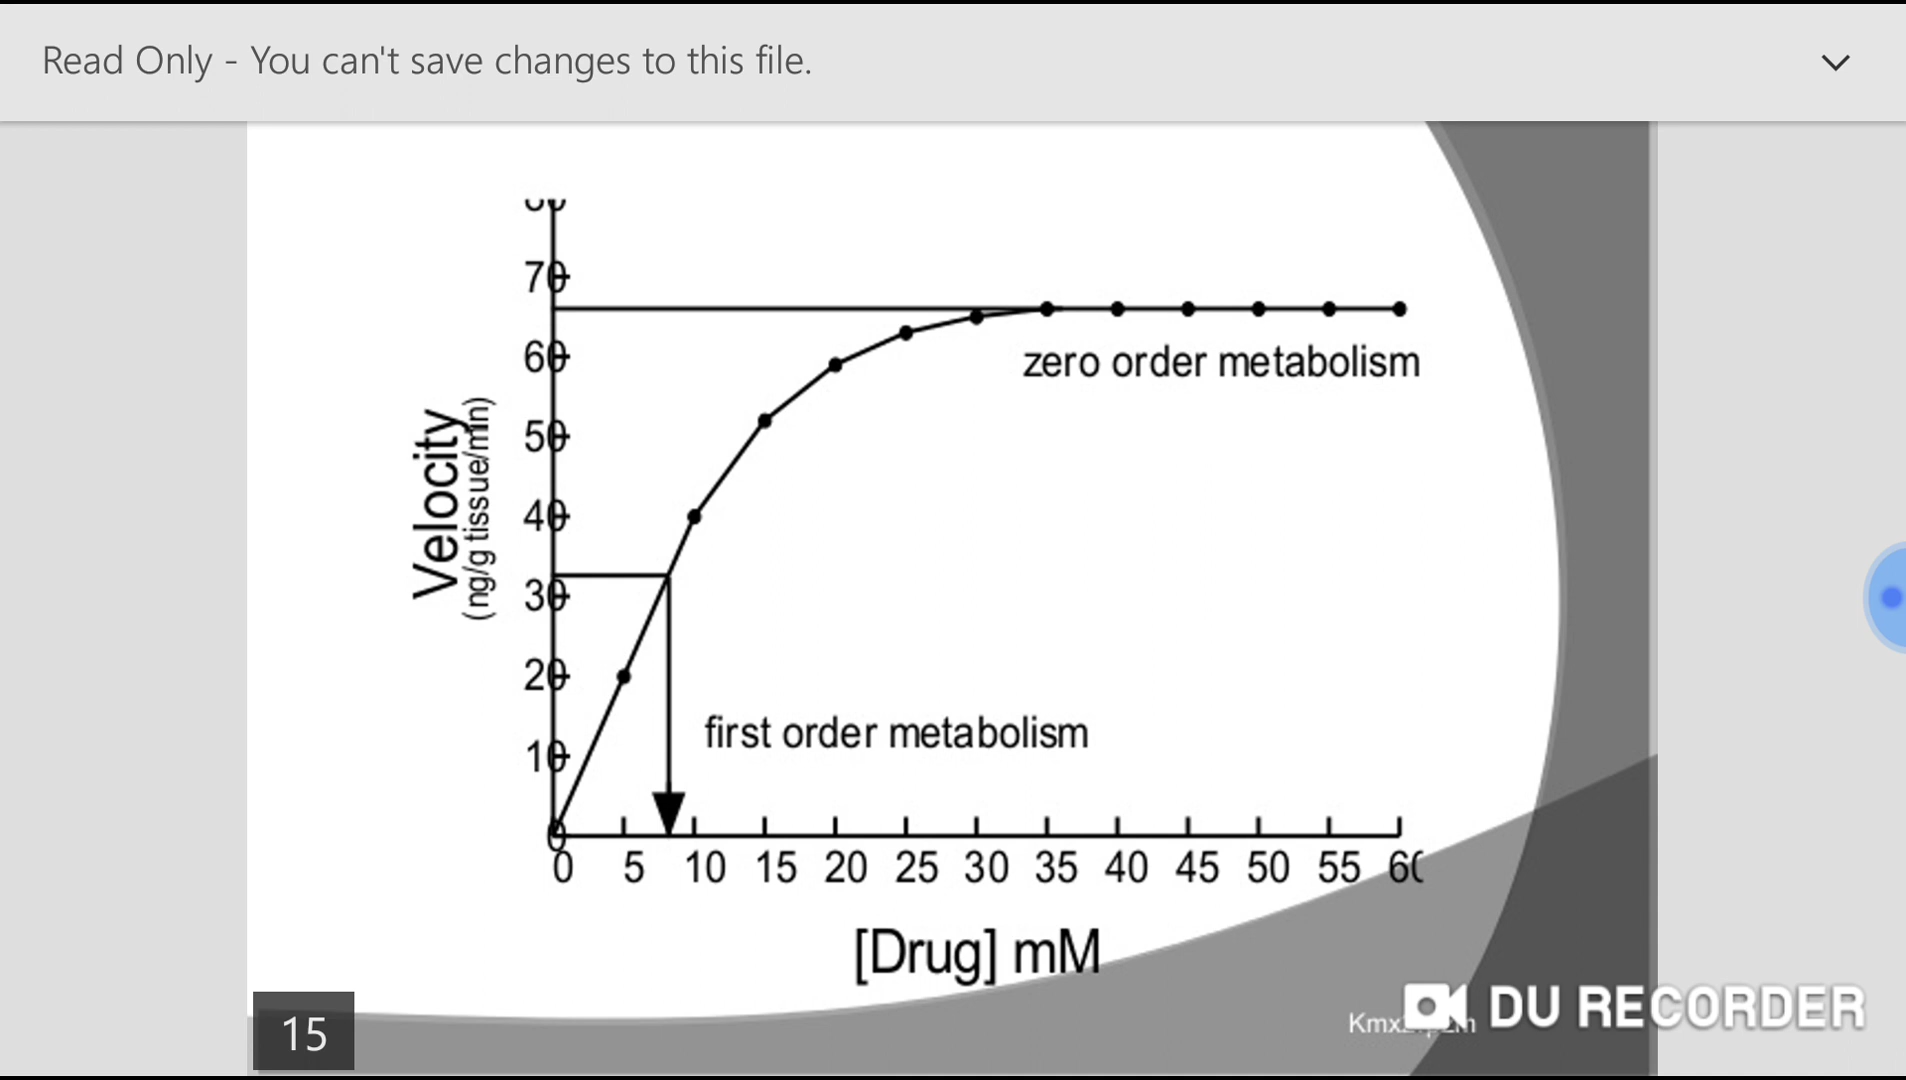 Read Only - You can't save changes to this file.
70
60
50
40
30
20
10
0
Velocity
(ng/g tissue/min)
zero order metabolism
first order metabolism
0 5 10 15 20 25 30 35 40 45 50 55 60
[Drug] mM
15
DU RECORDER